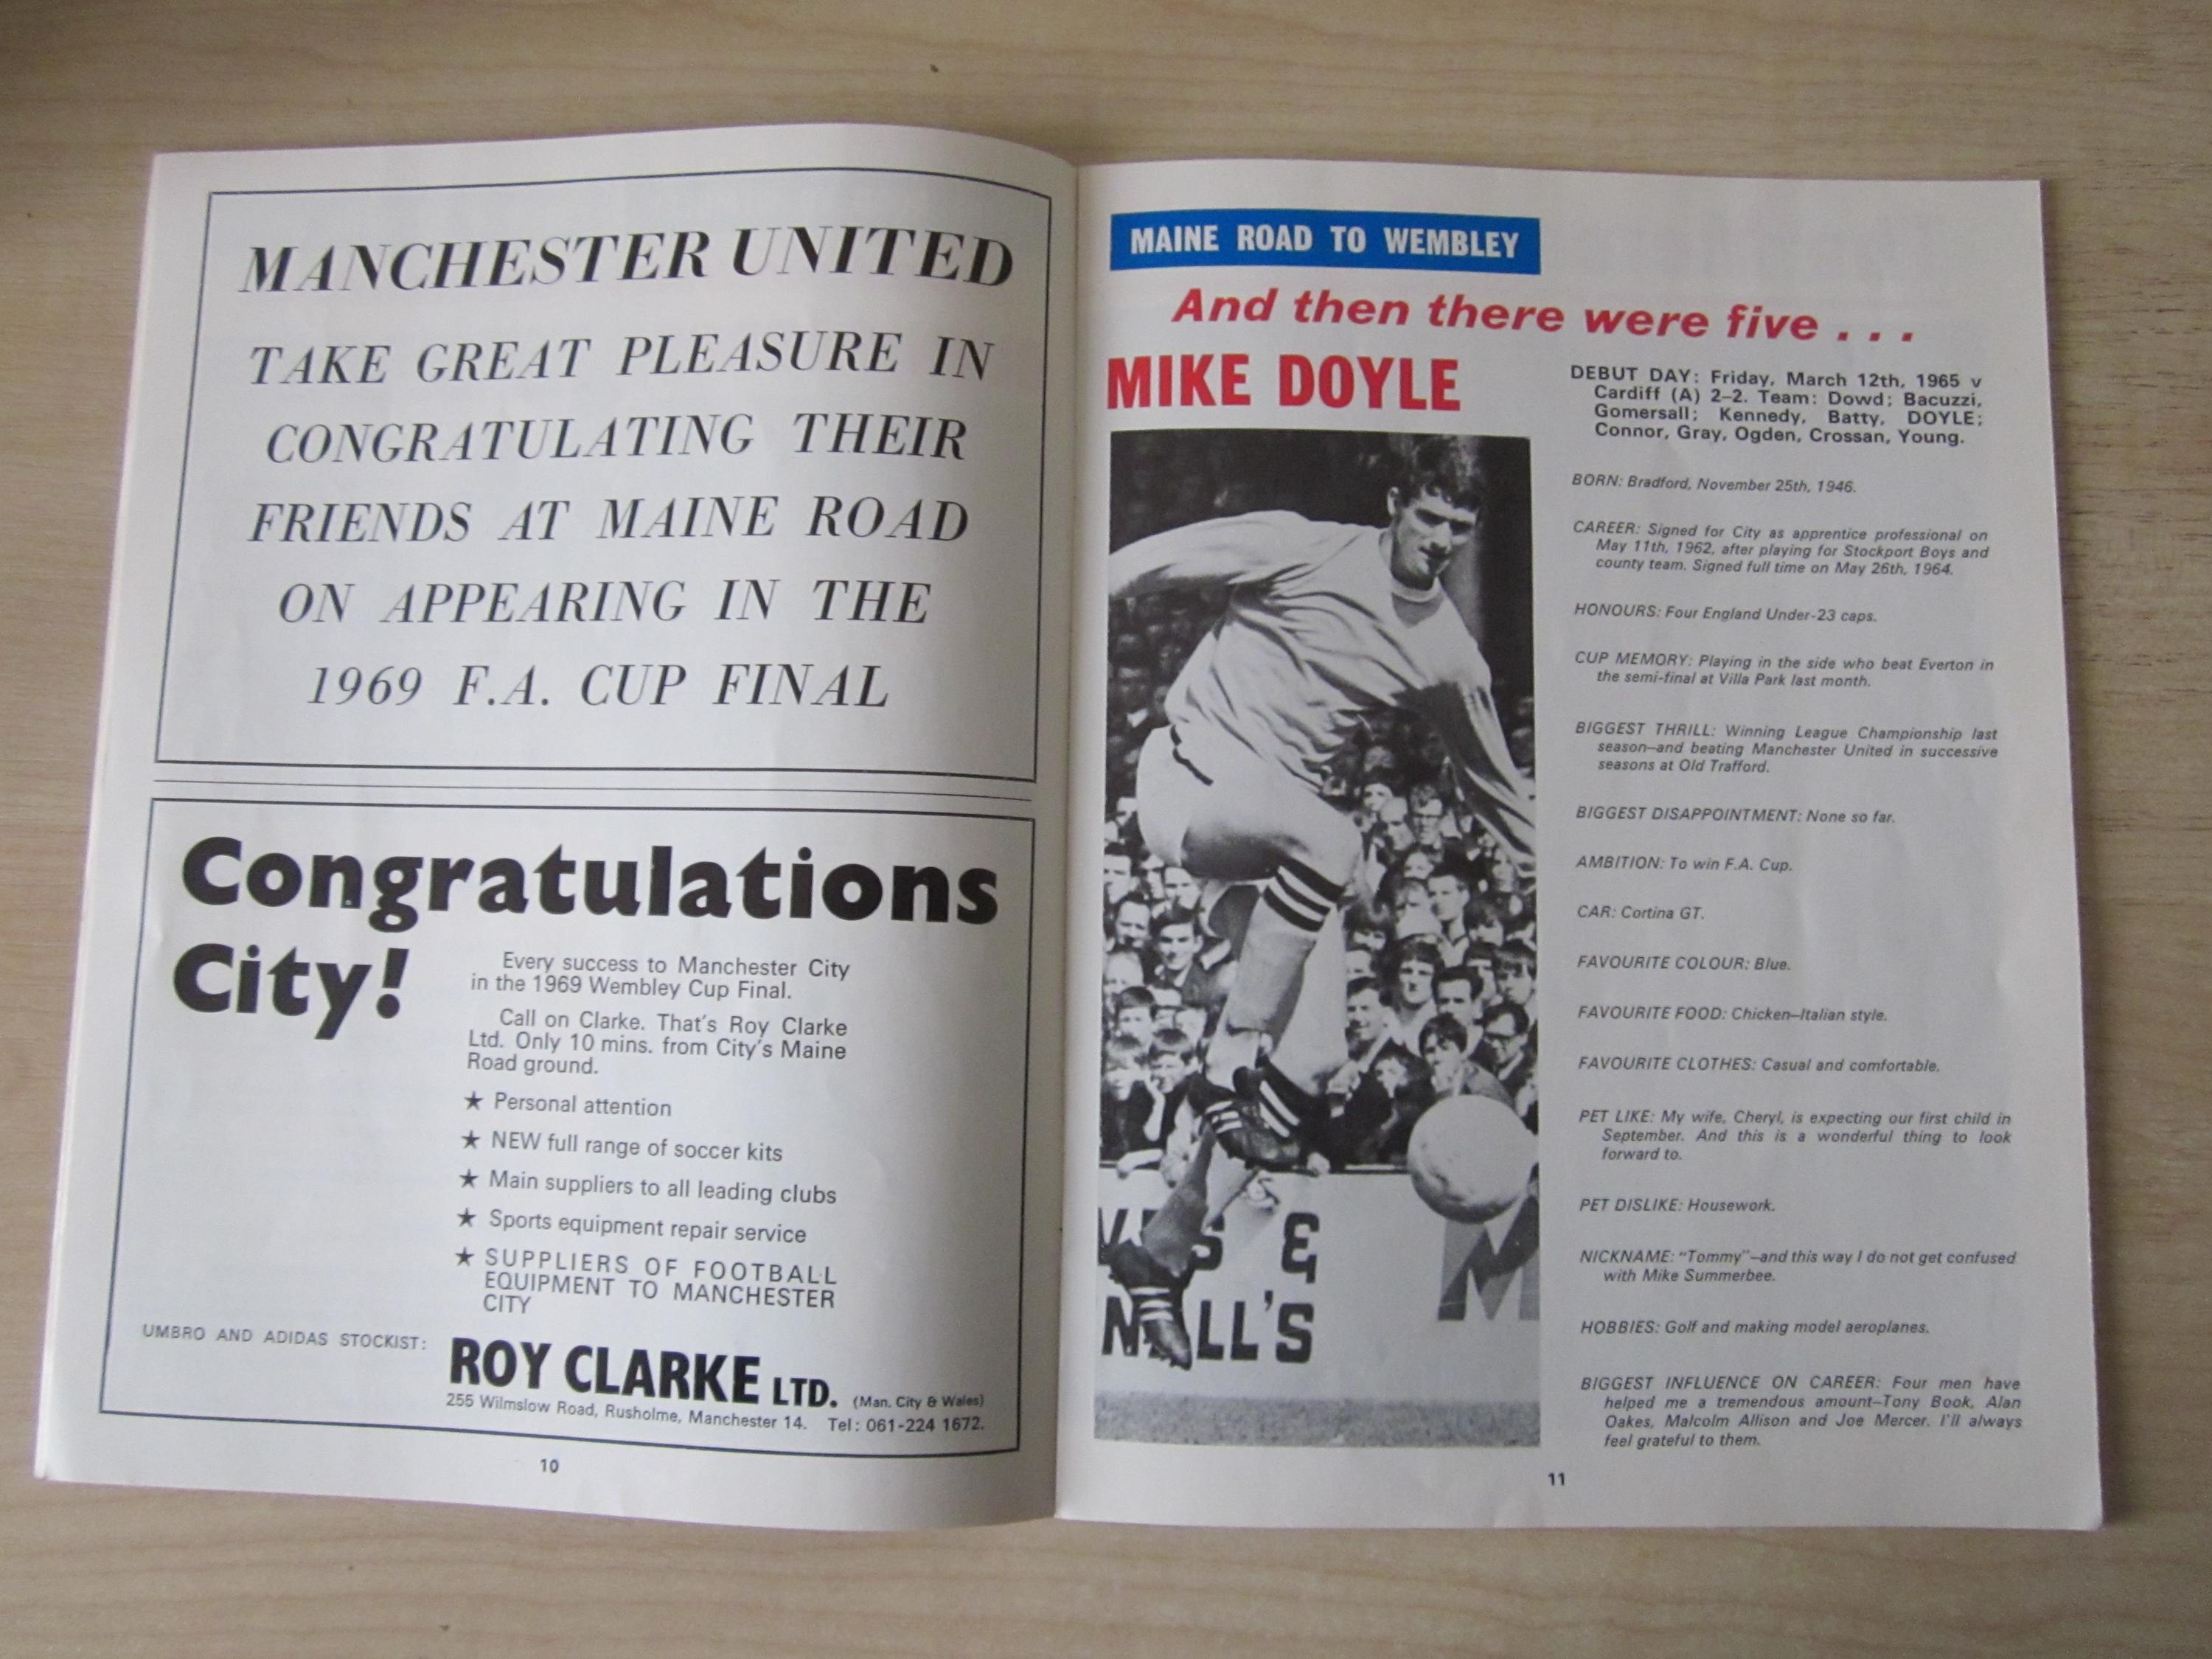 MANCHESTER UNITED
TAKE GREAT PLEASURE IN
CONGRATULATING THEIR
FRIENDS AT MAINE ROAD
ON APPEARING IN THE
1969 F.A. CUP FINAL
Congratulations
City!
Every success to Manchester City
in the 1969 Wembley Cup Final.
Call on Clarke. That's Roy Clarke
Ltd. Only 10 mins. from City's Maine
Road ground.
★ Personal attention
★ NEW full range of soccer kits
★ Main suppliers to all leading clubs
★ Sports equipment repair service
★ SUPPLIERS OF FOOTBALL
EQUIPMENT TO MANCHESTER
CITY
UMBRO AND ADIDAS STOCKIST:
ROY CLARKE LTD. (Man. City & Wales)
255 Wilmslow Road, Rusholme, Manchester 14. Tel: 061-224 1672.
10
MAINE ROAD TO WEMBLEY
And then there were five . . .
MIKE DOYLE
DEBUT DAY: Friday, March 12th, 1965 v
Cardiff (A) 2–2. Team: Dowd; Bacuzzi,
Gomersall; Kennedy, Batty, DOYLE;
Connor, Gray, Ogden, Crossan, Young.
BORN: Bradford, November 25th, 1946.
CAREER: Signed for City as apprentice professional on
May 11th, 1962, after playing for Stockport Boys and
county team. Signed full time on May 26th, 1964.
HONOURS: Four England Under-23 caps.
CUP MEMORY: Playing in the side who beat Everton in
the semi-final at Villa Park last month.
BIGGEST THRILL: Winning League Championship last
season–and beating Manchester United in successive
seasons at Old Trafford.
BIGGEST DISAPPOINTMENT: None so far.
AMBITION: To win F.A. Cup.
CAR: Cortina GT.
FAVOURITE COLOUR: Blue.
FAVOURITE FOOD: Chicken–Italian style.
FAVOURITE CLOTHES: Casual and comfortable.
PET LIKE: My wife, Cheryl, is expecting our first child in
September. And this is a wonderful thing to look
forward to.
PET DISLIKE: Housework.
NICKNAME: "Tommy"–and this way I do not get confused
with Mike Summerbee.
HOBBIES: Golf and making model aeroplanes.
BIGGEST INFLUENCE ON CAREER: Four men have
helped me a tremendous amount–Tony Book, Alan
Oakes, Malcolm Allison and Joe Mercer. I'll always
feel grateful to them.
11